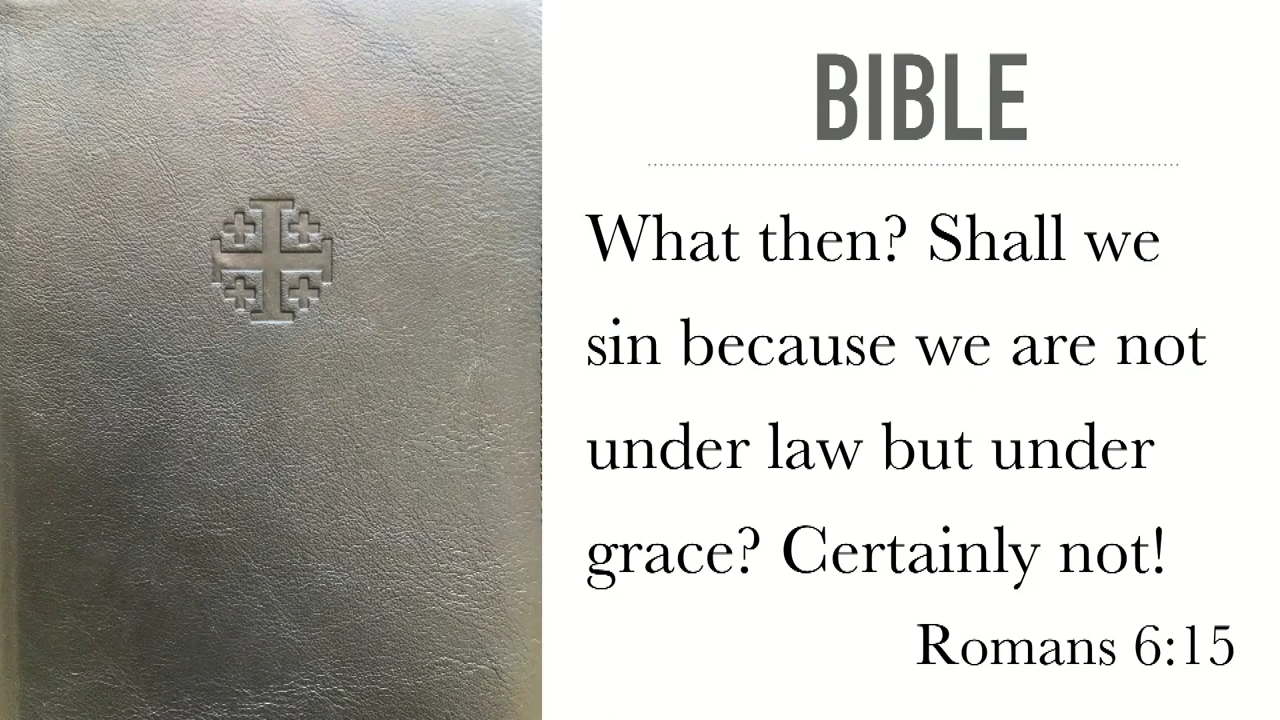 BIBLE
What then? Shall we
sin because we are not
under law but under
grace? Certainly not!
Romans 6:15